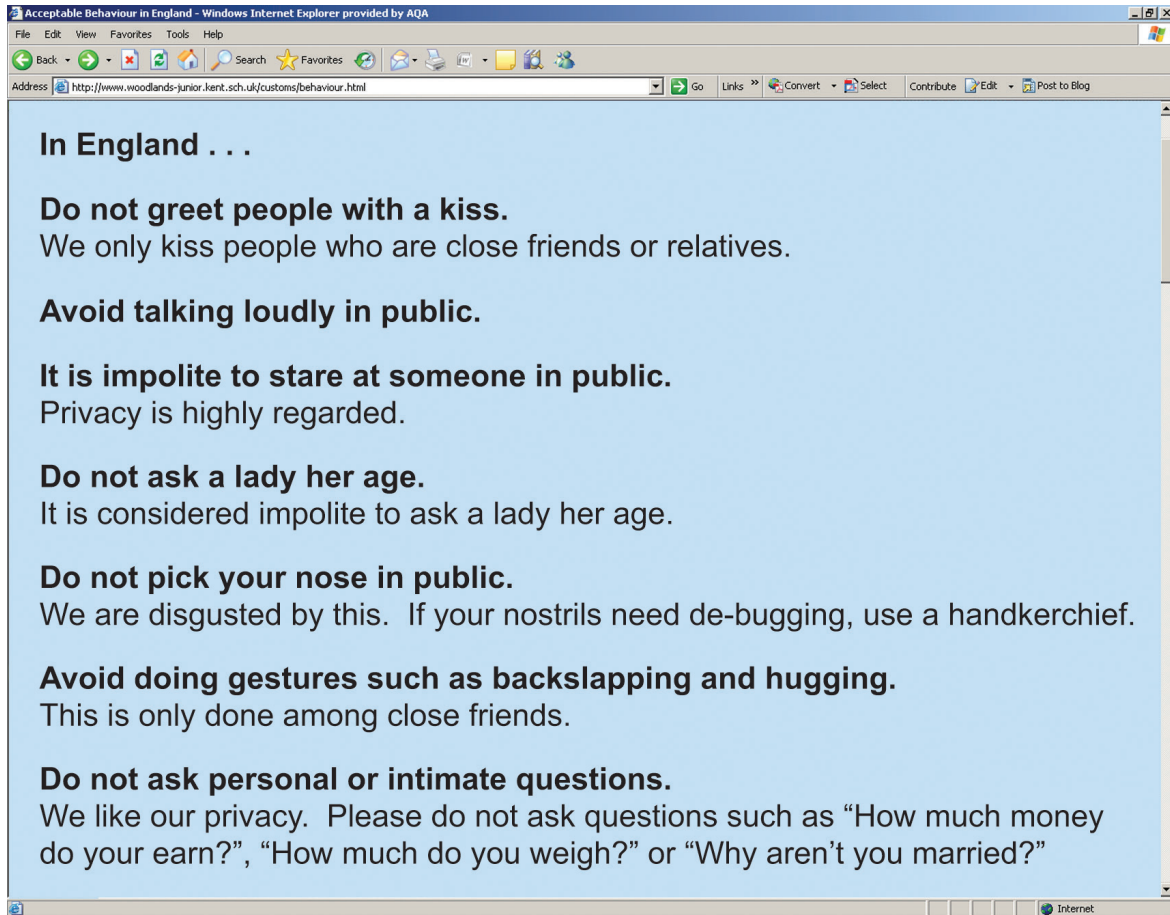 Acceptable Behaviour in England - Windows Internet Explorer provided by AQA
File Edit View Favorites Tools Help
Back Search Favorites
Address http://www.woodlands-junior.kent.sch.uk/customs/behaviour.html Go Links » Convert Select Contribute Edit Post to Blog
In England . . .
Do not greet people with a kiss.
We only kiss people who are close friends or relatives.
Avoid talking loudly in public.
It is impolite to stare at someone in public.
Privacy is highly regarded.
Do not ask a lady her age.
It is considered impolite to ask a lady her age.
Do not pick your nose in public.
We are disgusted by this.  If your nostrils need de-bugging, use a handkerchief.
Avoid doing gestures such as backslapping and hugging.
This is only done among close friends.
Do not ask personal or intimate questions.
We like our privacy.  Please do not ask questions such as “How much money
do your earn?”, “How much do you weigh?” or “Why aren’t you married?”
Internet